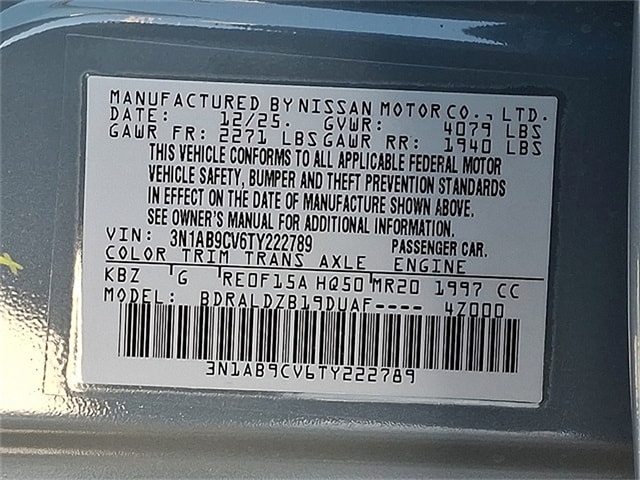 MANUFACTURED BY NISSAN MOTOR CO., LTD.
DATE: 12/25. GVWR: 4079 LBS
GAWR FR: 2271 LBS GAWR RR: 1940 LBS
THIS VEHICLE CONFORMS TO ALL APPLICABLE FEDERAL MOTOR
VEHICLE SAFETY, BUMPER AND THEFT PREVENTION STANDARDS
IN EFFECT ON THE DATE OF MANUFACTURE SHOWN ABOVE.
SEE OWNER'S MANUAL FOR ADDITIONAL INFORMATION.
VIN: 3N1AB9CV6TY222789 PASSENGER CAR.
COLOR TRIM TRANS AXLE ENGINE
KBZ G RE0F15A HQ50 MR20 1997 CC
MODEL: BDRALDZB19DUAF---- 4Z000
3N1AB9CV6TY222789